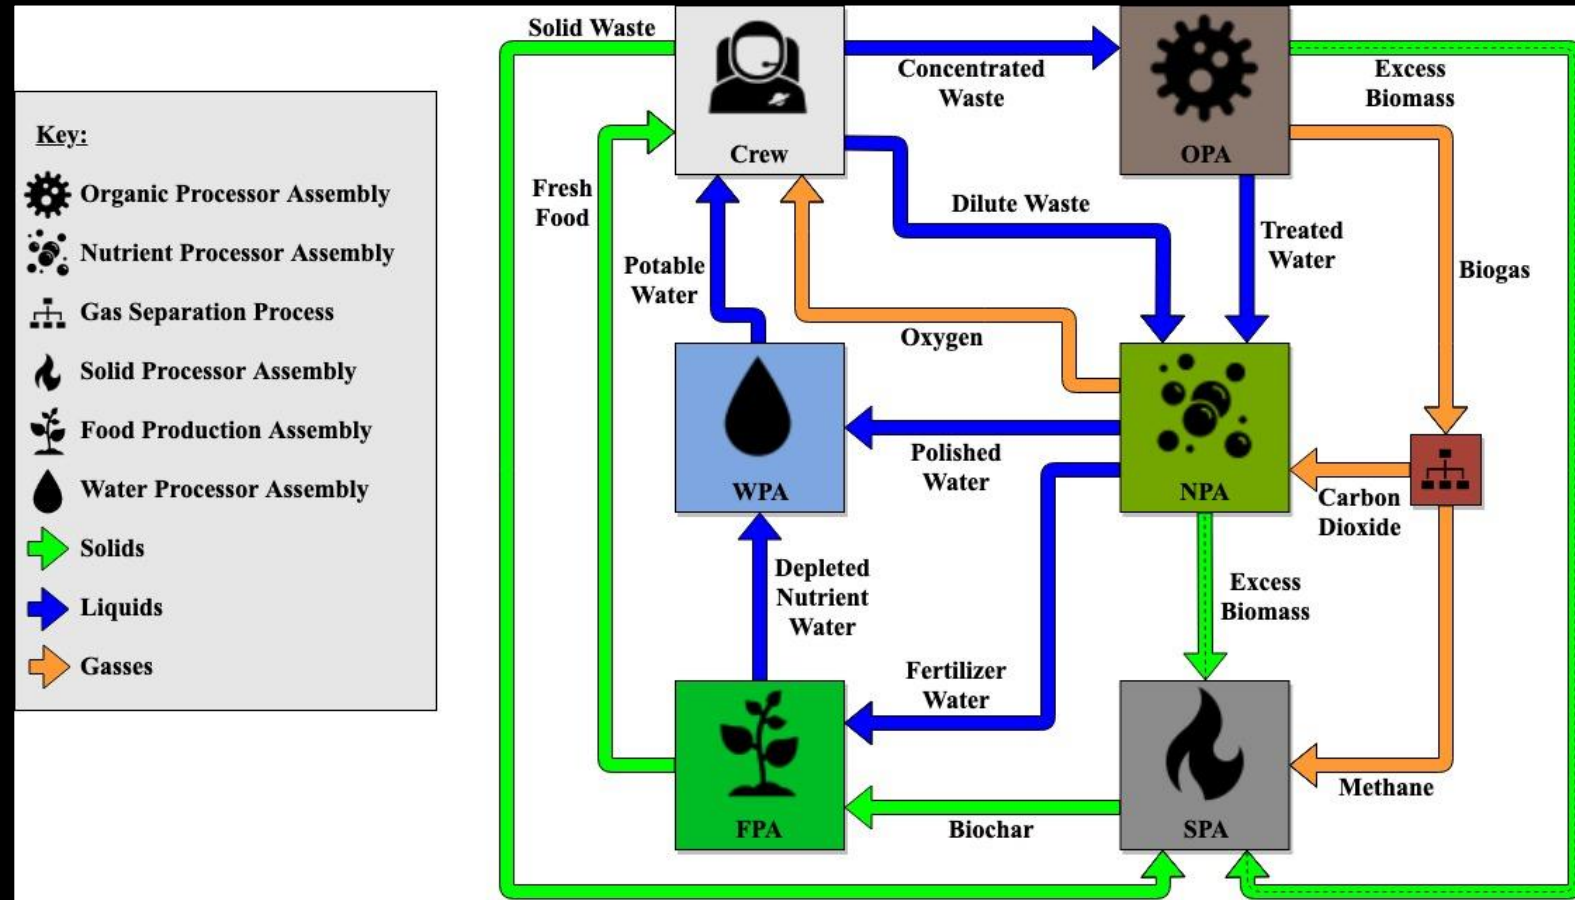 Key:
Organic Processor Assembly
Nutrient Processor Assembly
Gas Separation Process
Solid Processor Assembly
Food Production Assembly
Water Processor Assembly
Solids
Liquids
Gasses
Solid Waste
Crew
Concentrated
Waste
OPA
Excess
Biomass
Fresh
Food
Dilute Waste
Treated
Water
Biogas
Potable
Water
Oxygen
WPA
Polished
Water
NPA
Carbon
Dioxide
Depleted
Nutrient
Water
Excess
Biomass
Fertilizer
Water
FPA
Biochar
SPA
Methane